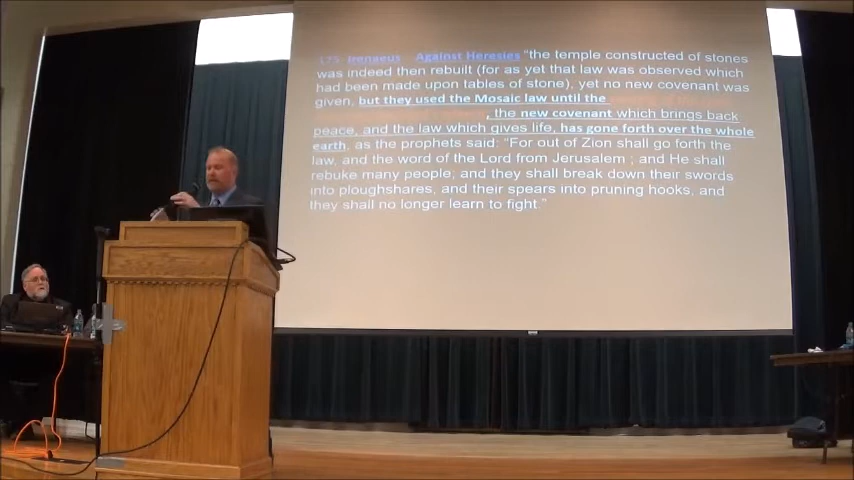 175 Irenaeus AGAINST Heresies "the temple constructed of stones
was indeed then rebuilt (for as yet that law was observed which
had been made upon tables of stone), yet no new covenant was
given, but they used the Mosaic law until the
, the new covenant which brings back
peace, and the law which gives life, has gone forth over the whole
earth, as the prophets said: "For out of Zion shall go forth the
law, and the word of the Lord from Jerusalem ; and He shall
rebuke many people; and they shall break down their swords
into ploughshares, and their spears into pruning hooks, and
they shall no longer learn to fight."